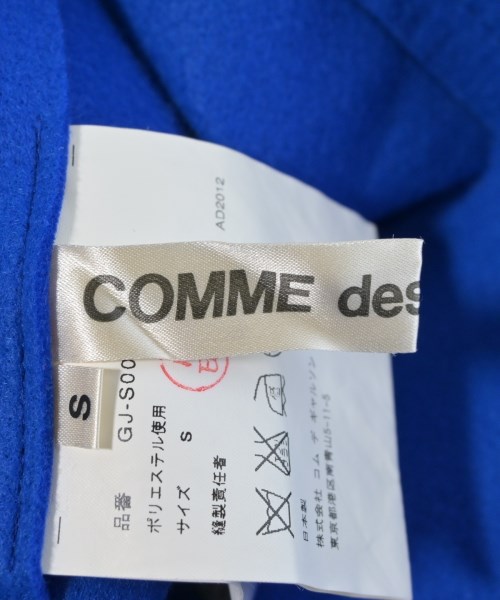 COMME des
S
AD2012
品番 GJ-S00
ポリエステル使用
サイズ S
縫製責任者
日本製
株式会社 コム デ ギャルソン
東京都港区南青山5-11-5